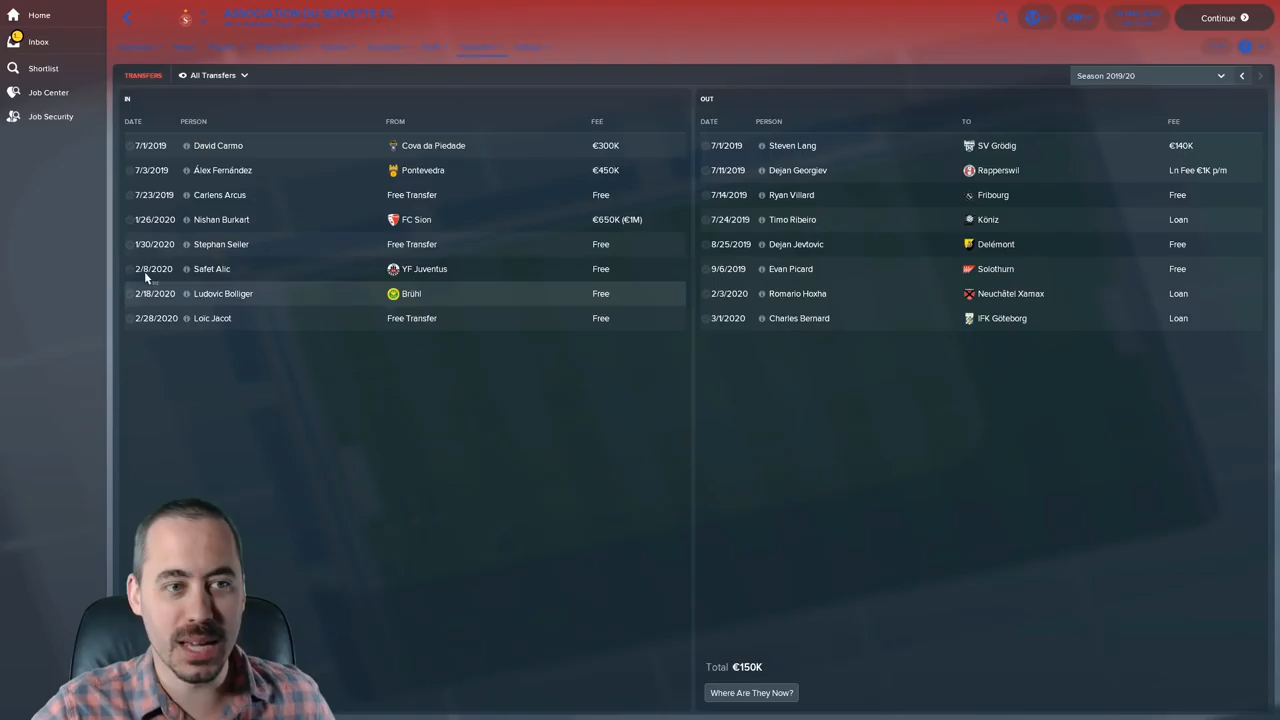 Home
ASSOCIATION DU SERVETTE FC
Continue
Inbox
Shortlist
Job Center
Job Security
TRANSFERS All Transfers Season 2019/20
IN
DATE PERSON FROM FEE
7/1/2019 David Carmo Cova da Piedade €300K
7/3/2019 Álex Fernández Pontevedra €450K
7/23/2019 Carlens Arcus Free Transfer Free
1/26/2020 Nishan Burkart FC Sion €650K (€1M)
1/30/2020 Stephan Seiler Free Transfer Free
2/8/2020 Safet Alic YF Juventus Free
2/18/2020 Ludovic Bolliger Brühl Free
2/28/2020 Loïc Jacot Free Transfer Free
OUT
DATE PERSON TO FEE
7/1/2019 Steven Lang SV Grödig €140K
7/11/2019 Dejan Georgiev Rapperswil Ln Fee €1K p/m
7/14/2019 Ryan Villard Fribourg Free
7/24/2019 Timo Ribeiro Köniz Loan
8/25/2019 Dejan Jevtovic Delémont Free
9/6/2019 Evan Picard Solothurn Free
2/3/2020 Romario Hoxha Neuchâtel Xamax Loan
3/1/2020 Charles Bernard IFK Göteborg Loan
Total €150K
Where Are They Now?